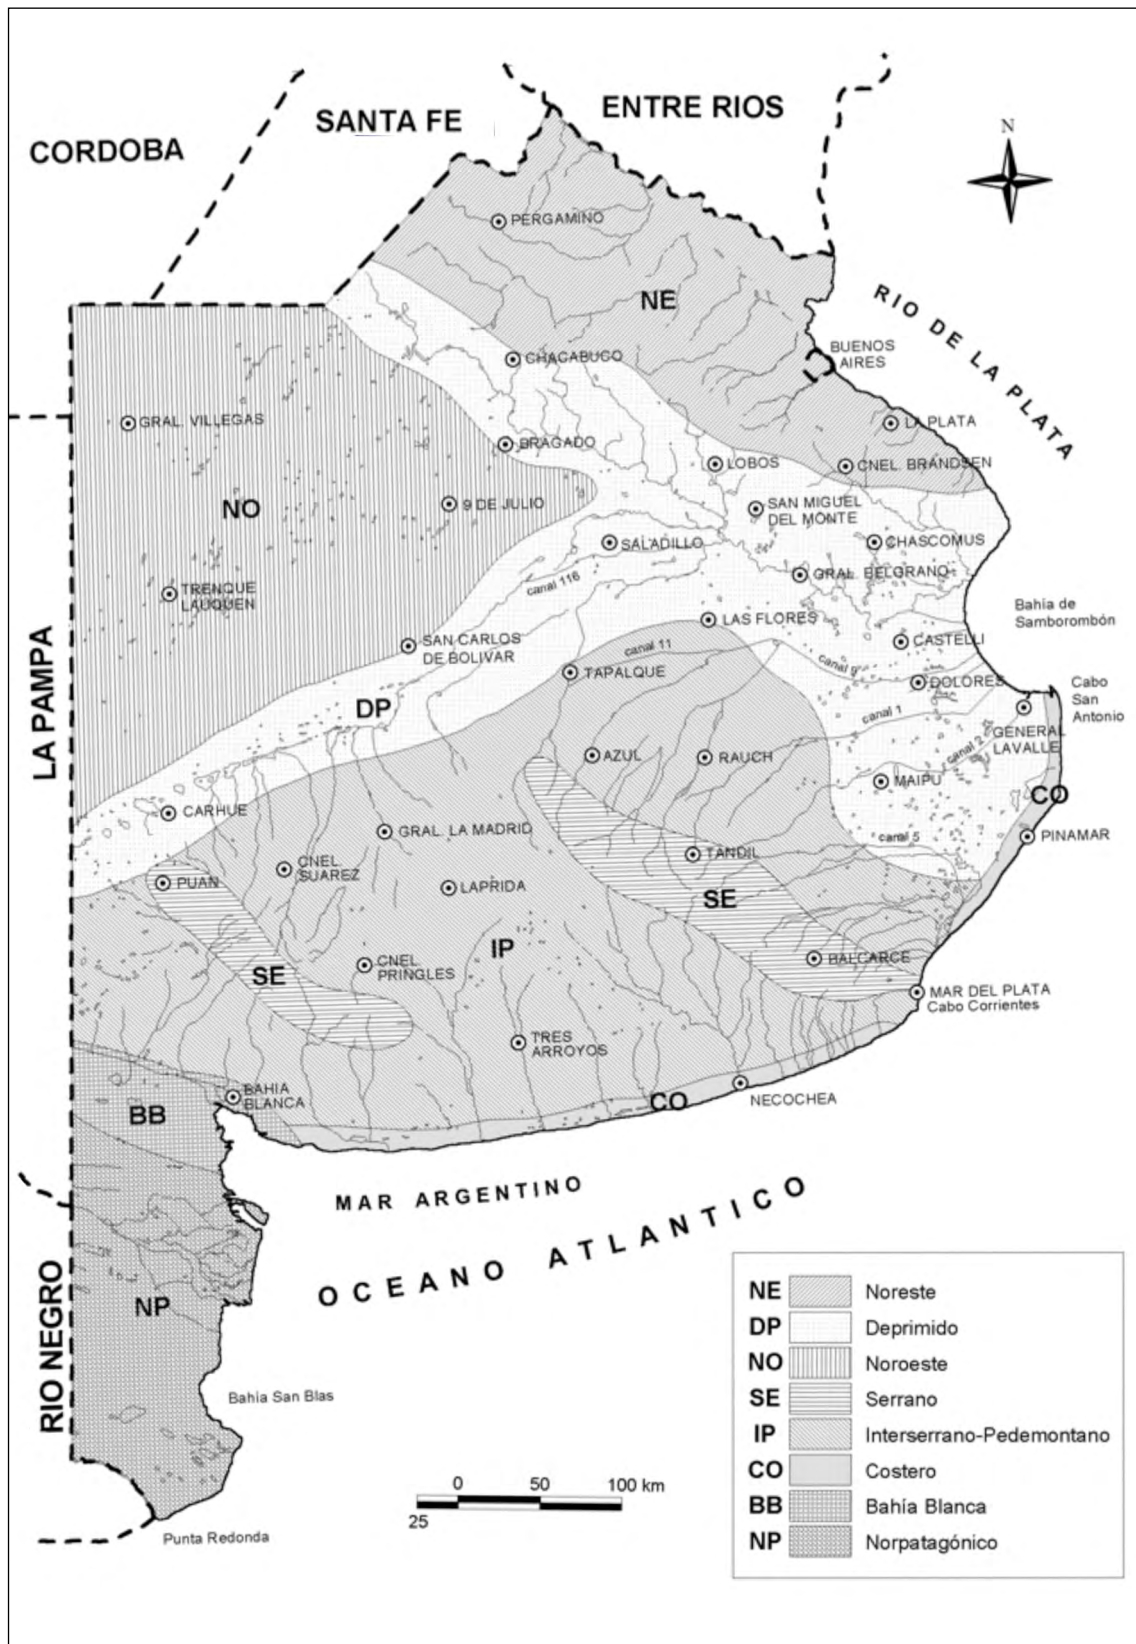 SANTA FE
ENTRE RIOS
CORDOBA
N
PERGAMINO
NE
RIO DE LA PLATA
BUENOS
AIRES
CHACABUCO
GRAL. VILLEGAS
LA PLATA
BRAGADO
LOBOS
CNEL. BRANDSEN
NO
9 DE JULIO
SAN MIGUEL
DEL MONTE
SALADILLO
CHASCOMUS
canal 116
GRAL. BELGRANO
TRENQUE
LAUQUEN
Bahía de
Samborombón
LAS FLORES
SAN CARLOS
DE BOLIVAR
canal 11
CASTELLI
canal 9
TAPALQUE
DOLORES
LA PAMPA
DP
canal 1
Cabo
San
Antonio
GENERAL
LAVALLE
canal 2
AZUL
RAUCH
MAIPU
CO
CARHUE
GRAL. LA MADRID
canal 5
PINAMAR
TANDIL
CNEL
SUAREZ
PUAN
LAPRIDA
SE
IP
CNEL
PRINGLES
SE
BALCARCE
MAR DEL PLATA
Cabo Corrientes
TRES
ARROYOS
BAHIA
BLANCA
BB
CO
NECOCHEA
MAR ARGENTINO
OCEANO ATLANTICO
RIO NEGRO
NP
Bahía San Blas
Punta Redonda
0 50 100 km
25
NE Noreste
DP Deprimido
NO Noroeste
SE Serrano
IP Interserrano-Pedemontano
CO Costero
BB Bahía Blanca
NP Norpatagónico